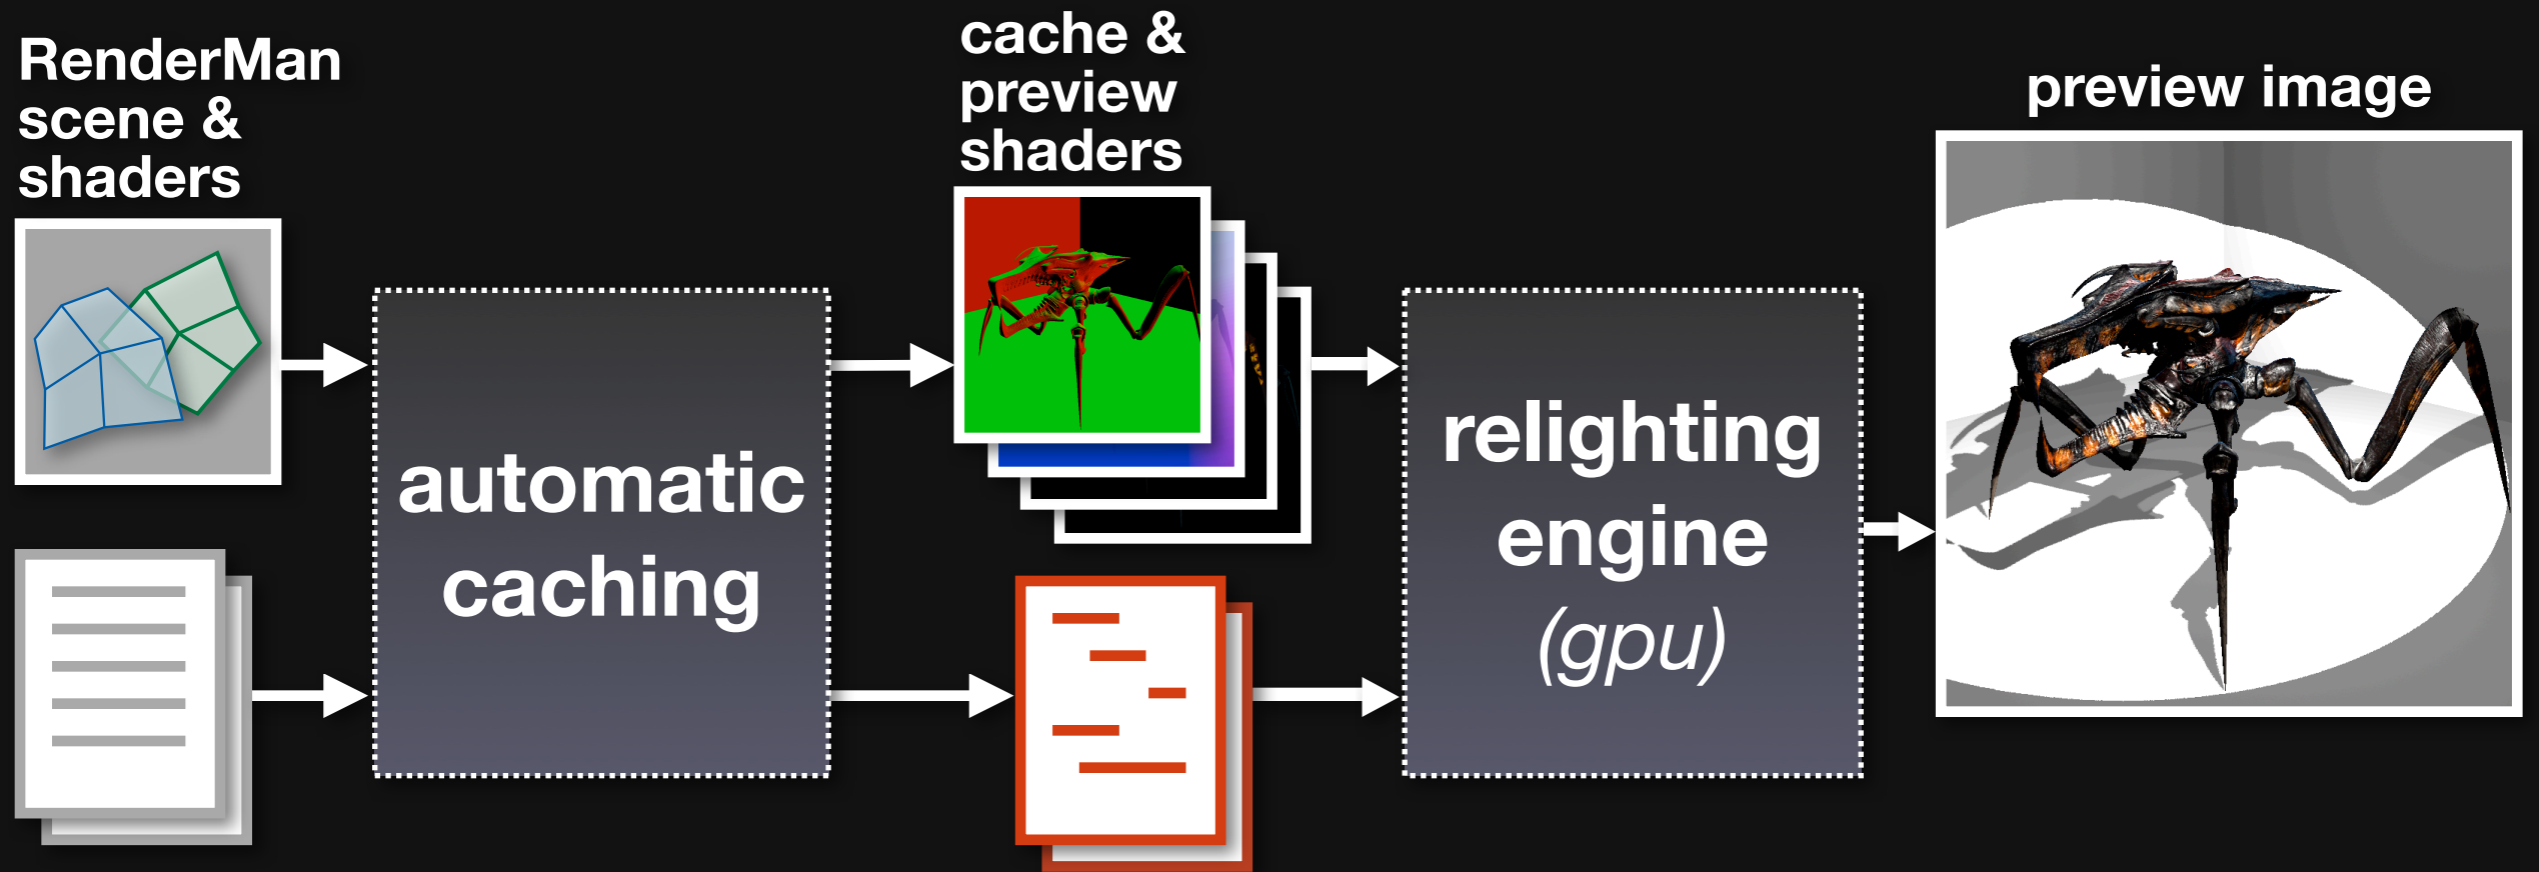 RenderMan
scene &
shaders
automatic
caching
cache &
preview
shaders
relighting
engine
(gpu)
preview image